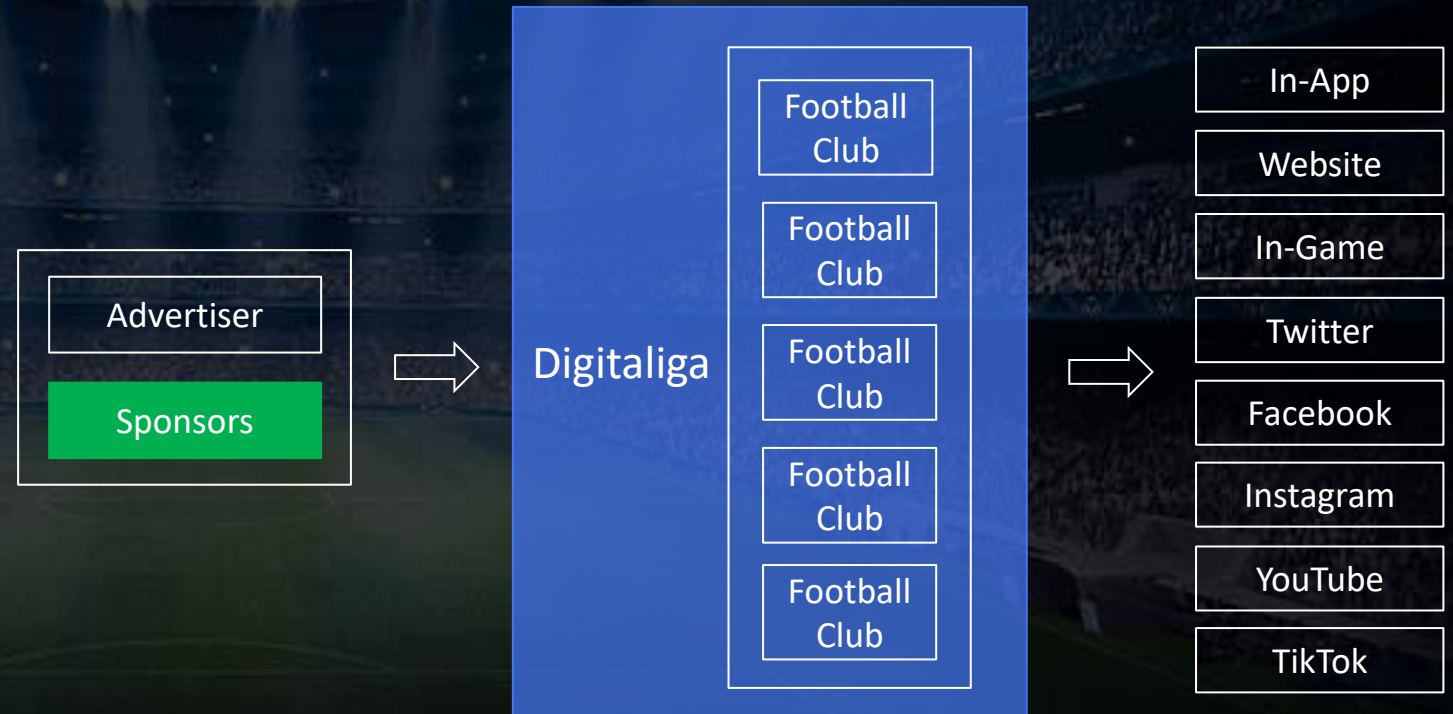 Advertiser
Sponsors
Digitaliga
Football
Club
Football
Club
Football
Club
Football
Club
Football
Club
In-App
Website
In-Game
Twitter
Facebook
Instagram
YouTube
TikTok